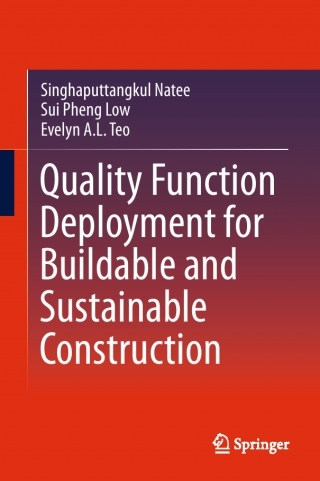 Singhaputtangkul Natee
Sui Pheng Low
Evelyn A.L. Teo
Quality Function
Deployment for
Buildable and
Sustainable
Construction
Springer